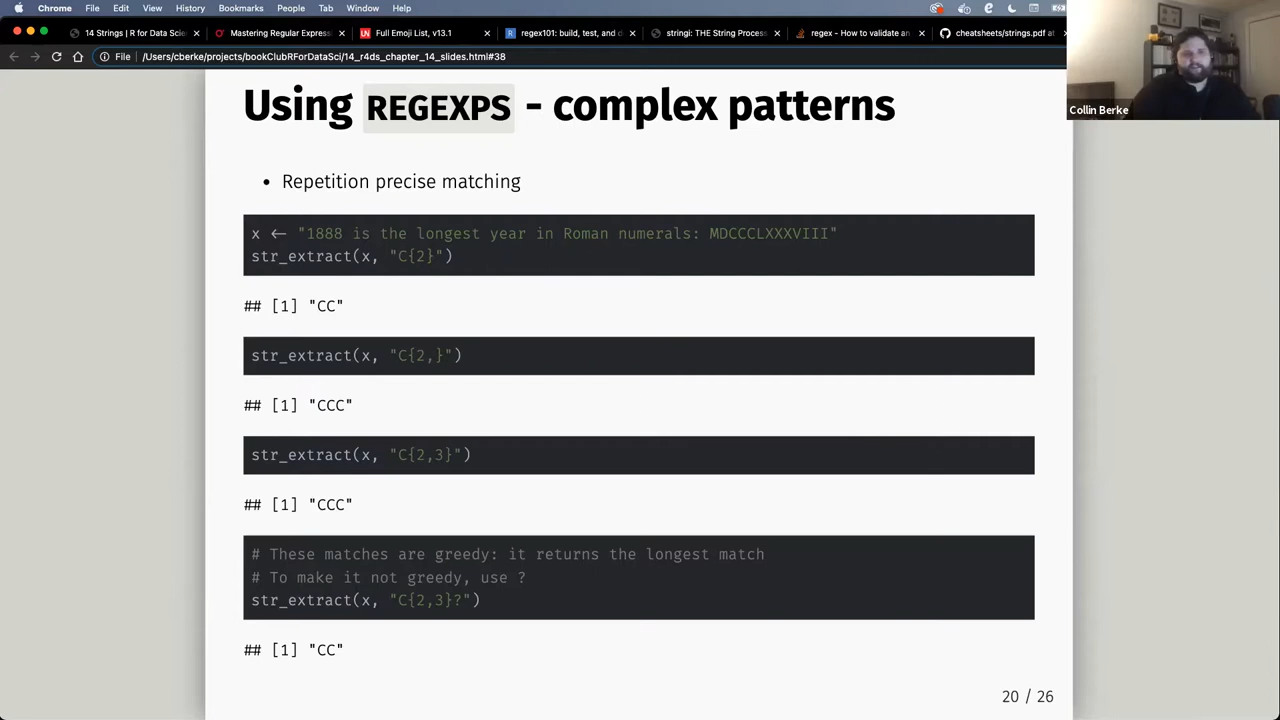 Chrome File Edit View History Bookmarks People Tab Window Help
14 Strings | R for Data Scien
Mastering Regular Expressi
Full Emoji List, v13.1
regex101: build, test, and d
stringi: THE String Process
regex - How to validate an
cheatsheets/strings.pdf at
File /Users/cberke/projects/bookClubRForDataSci/14_r4ds_chapter_14_slides.html#38
Collin Berke
Using REGEXPS - complex patterns
• Repetition precise matching
x <- "1888 is the longest year in Roman numerals: MDCCCLXXXVIII"
str_extract(x, "C{2}")
## [1] "CC"
str_extract(x, "C{2,}")
## [1] "CCC"
str_extract(x, "C{2,3}")
## [1] "CCC"
# These matches are greedy: it returns the longest match
# To make it not greedy, use ?
str_extract(x, "C{2,3}?")
## [1] "CC"
20 / 26